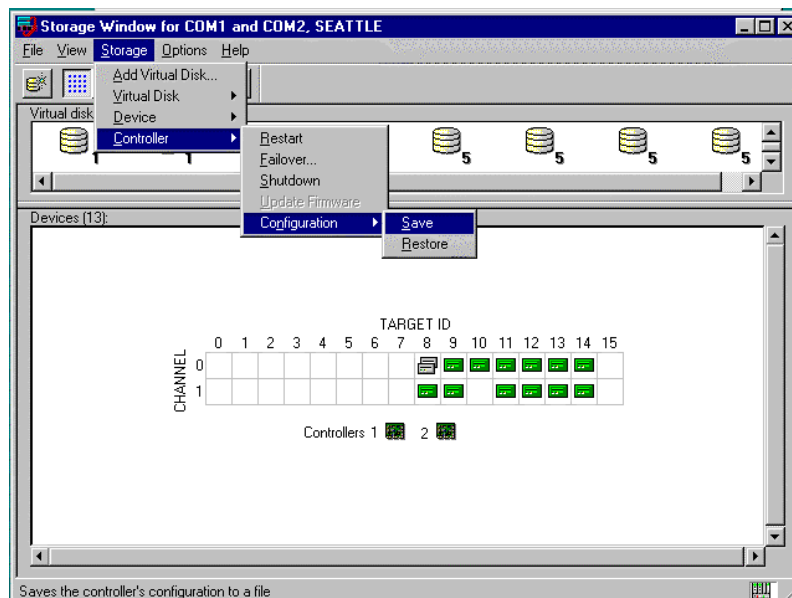 Storage Window for COM1 and COM2, SEATTLE
File View Storage Options Help
Add Virtual Disk...
Virtual Disk
Device
Controller
Virtual disk
Restart
Failover...
Shutdown
Update Firmware
Configuration
Save
Restore
1 1 5 5 5 5
Devices (13):
TARGET ID
0 1 2 3 4 5 6 7 8 9 10 11 12 13 14 15
CHANNEL
0
1
Controllers 1 2
Saves the controller's configuration to a file